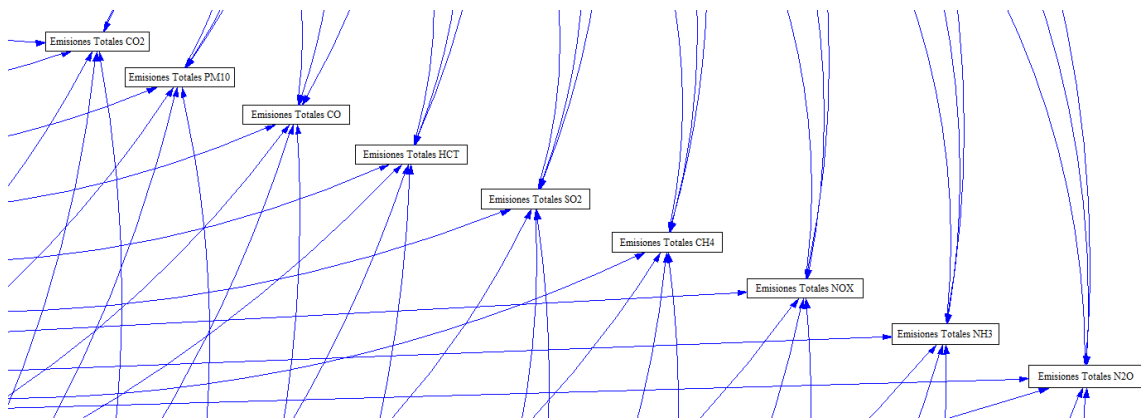 Emisiones Totales CO2
Emisiones Totales PM10
Emisiones Totales CO
Emisiones Totales HCT
Emisiones Totales SO2
Emisiones Totales CH4
Emisiones Totales NOX
Emisiones Totales NH3
Emisiones Totales N2O